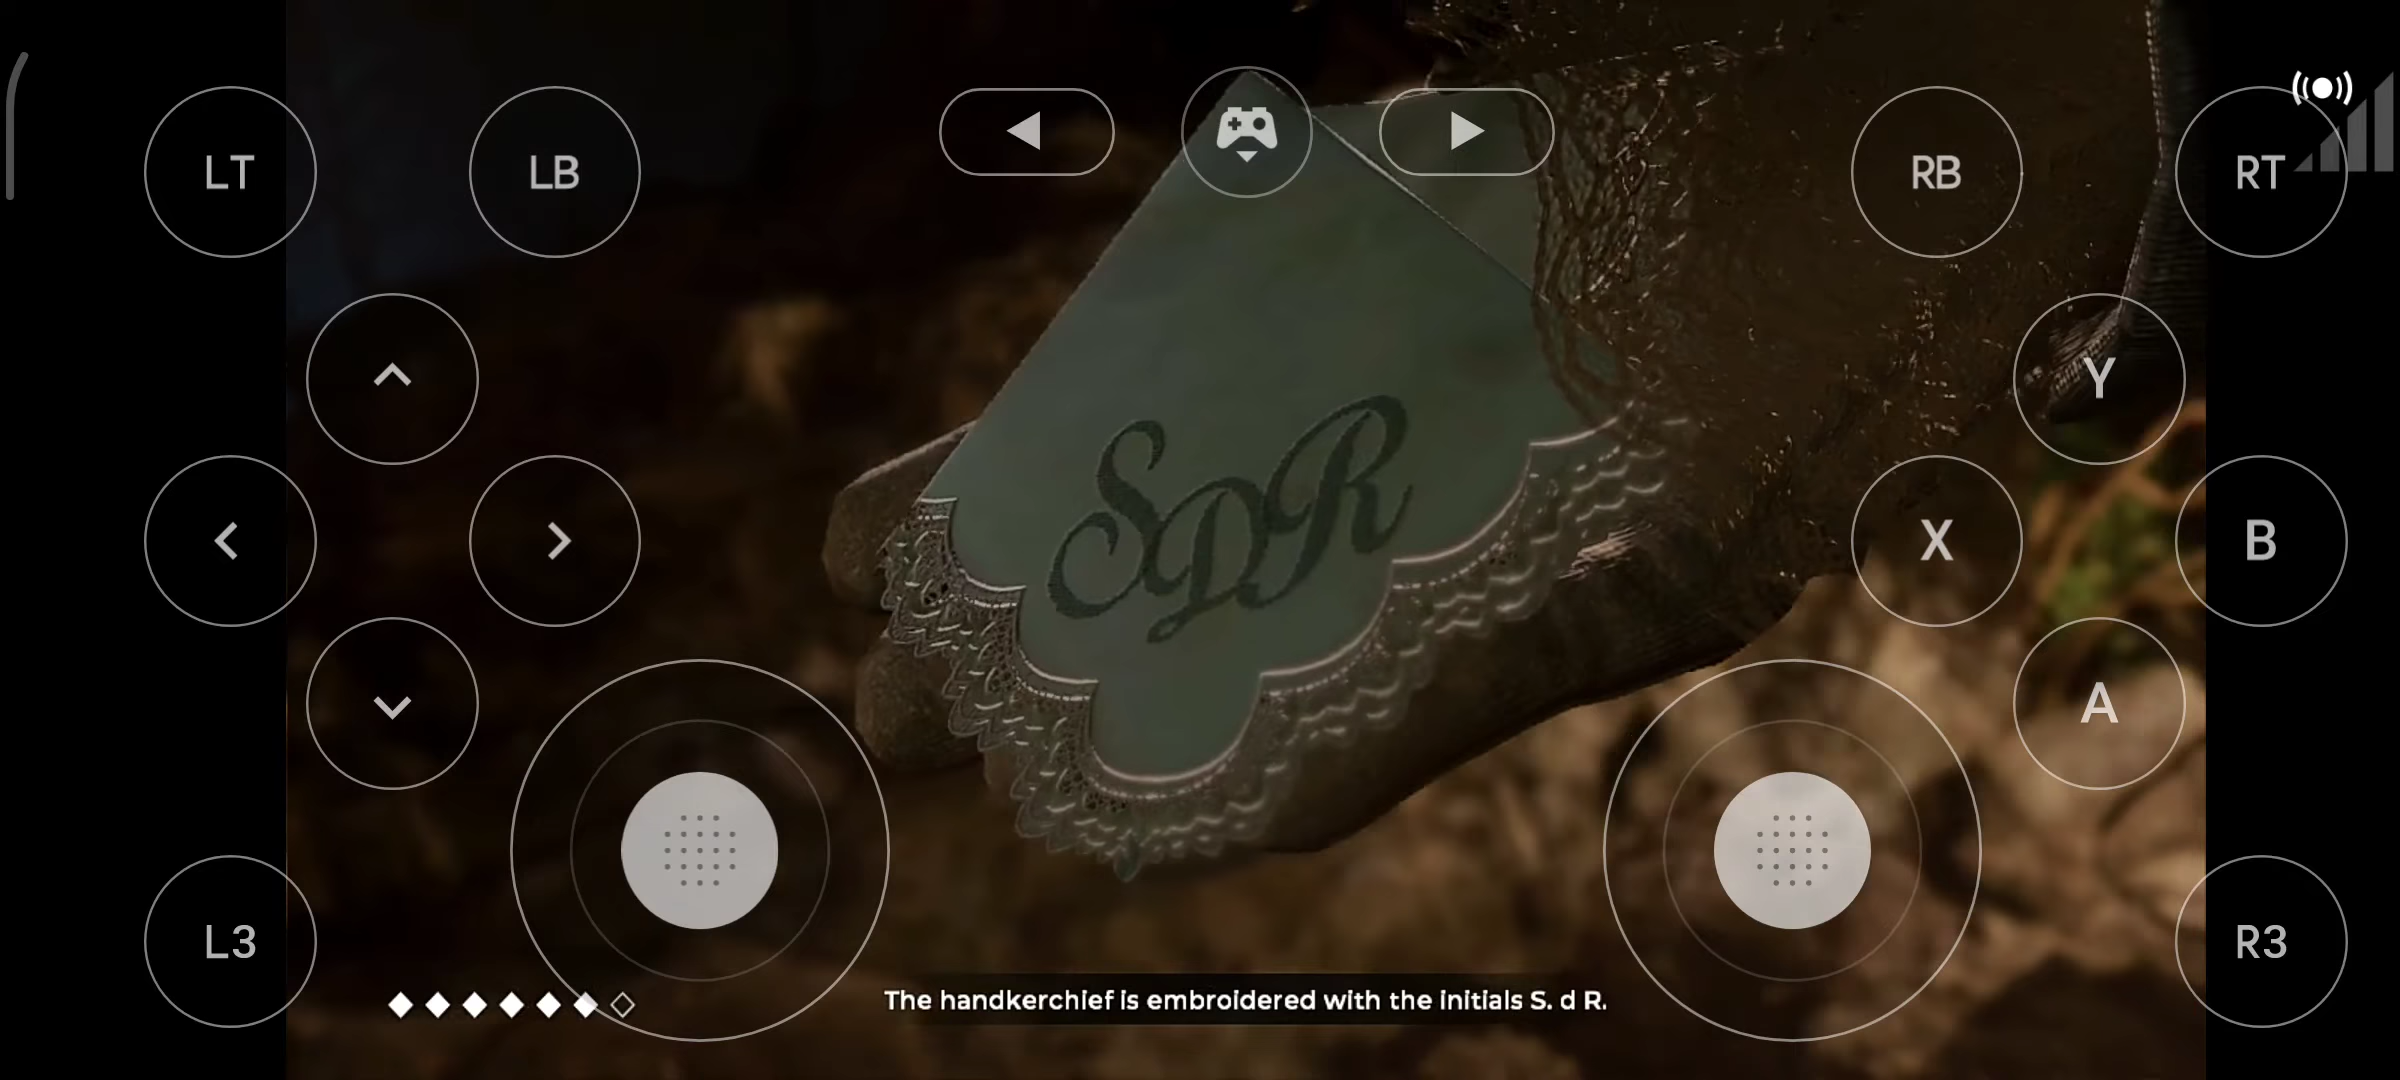 LT
LB
RB
RT
Y
X
B
A
SDR
L3
R3
The handkerchief is embroidered with the initials S. d R.